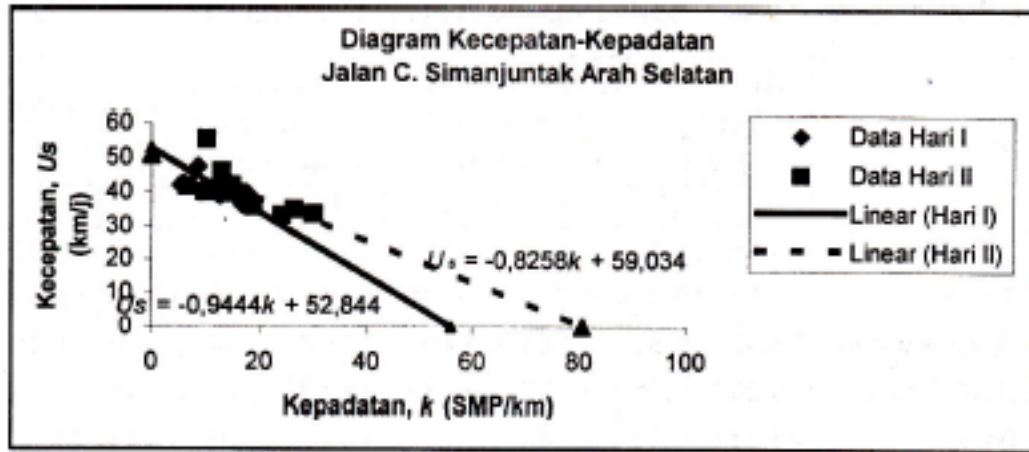 Diagram Kecepatan-Kepadatan
Jalan C. Simanjuntak Arah Selatan
Kecepatan, Us
(km/j)
60
50
40
30
20
10
0
Us = -0,8258k + 59,034
Us = -0,9444k + 52,844
0 20 40 60 80 100
Kepadatan, k (SMP/km)
Data Hari I
Data Hari II
Linear (Hari I)
Linear (Hari II)